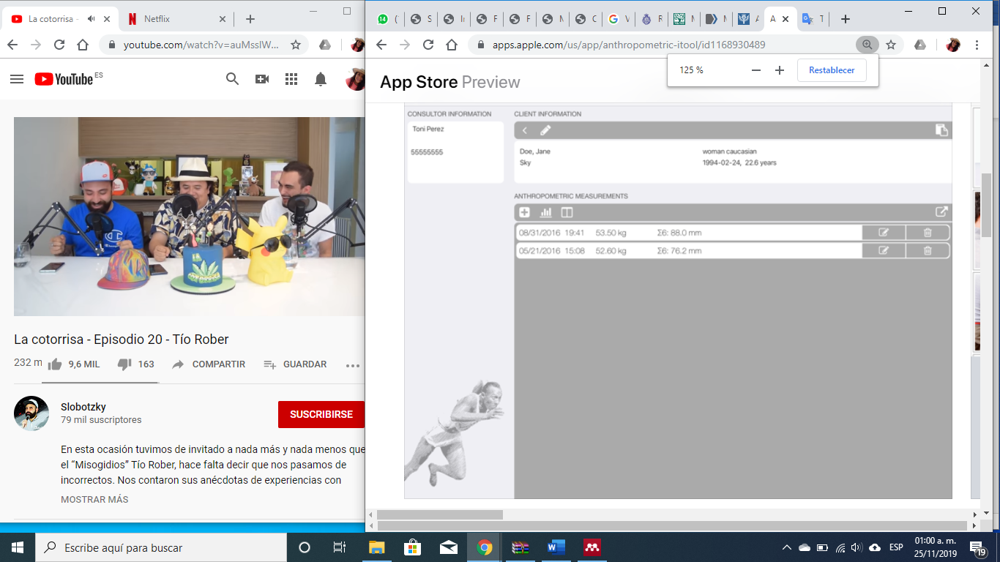 La cotorrisa -
Netflix
youtube.com/watch?v=auMsslW...
YouTube ES
COTORRISA
La cotorrisa - Episodio 20 - Tío Rober
232 m
9,6 MIL
163
COMPARTIR
GUARDAR
Slobotzky
79 mil suscriptores
SUSCRIBIRSE
En esta ocasión tuvimos de invitado a nada más y nada menos que
el “Misogidios” Tío Rober, hace falta decir que nos pasamos de
incorrectos. Nos contaron sus anécdotas de experiencias con
MOSTRAR MÁS
14
apps.apple.com/us/app/anthropometric-itool/id1168930489
125 %
Restablecer
App Store Preview
CONSULTOR INFORMATION
Toni Perez
55555555
CLIENT INFORMATION
Doe, Jane
woman caucasian
Sky
1994-02-24, 22.6 years
ANTHROPOMETRIC MEASUREMENTS
08/31/2016 19:41 53.50 kg Σ6: 88.0 mm
05/21/2016 15:08 52.60 kg Σ6: 76.2 mm
Escribe aquí para buscar
ESP
01:00 a. m.
25/11/2019
19